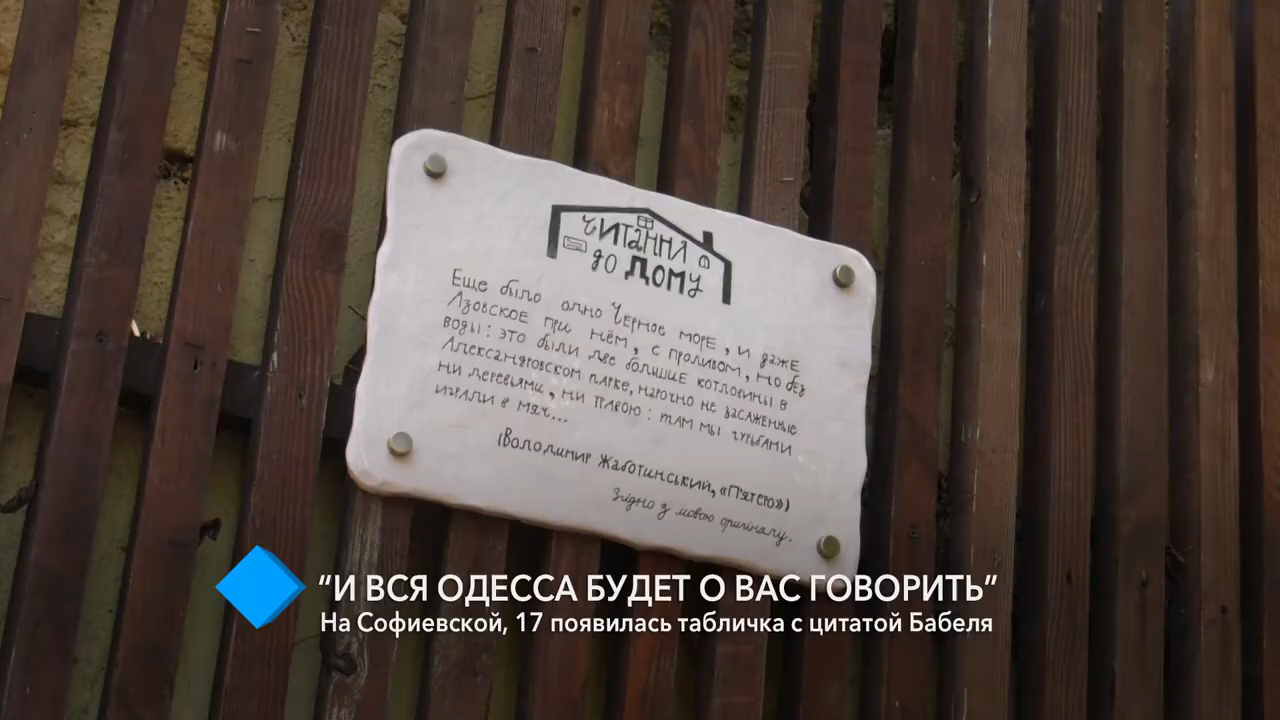 ЧИТАННЯ
ДО ДОМУ
Еще было одно Черное море, и даже
Азовское при нём, с проливом, но без
воды: это были две большие котловины в
Александровском парке, нарочно не засаженные
ни деревьями, ни травою: там мы гурьбами
играли в мяч...
(Володимир Жаботинський, «П'ятеро»)
Згідно з мовою оригіналу.
"И ВСЯ ОДЕССА БУДЕТ О ВАС ГОВОРИТЬ"
На Софиевской, 17 появилась табличка с цитатой Бабеля